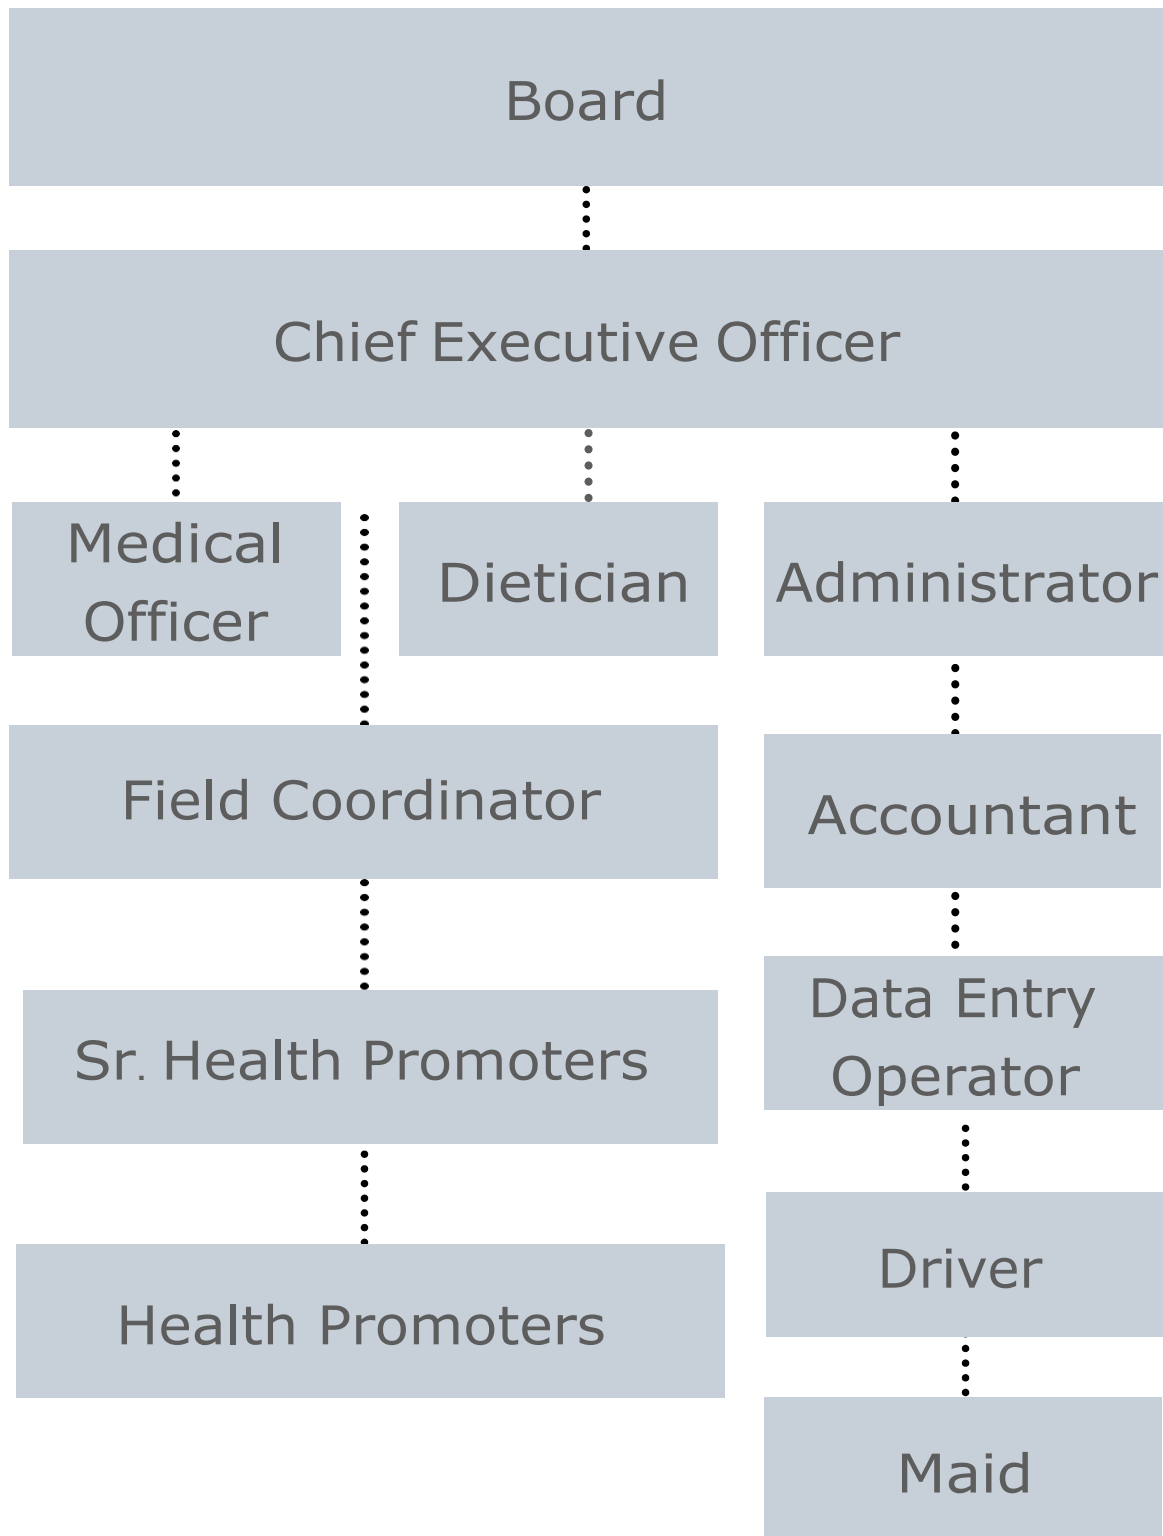 Board
Chief Executive Officer
Medical
Officer
Dietician
Administrator
Field Coordinator
Accountant
Sr. Health Promoters
Data Entry
Operator
Health Promoters
Driver
Maid